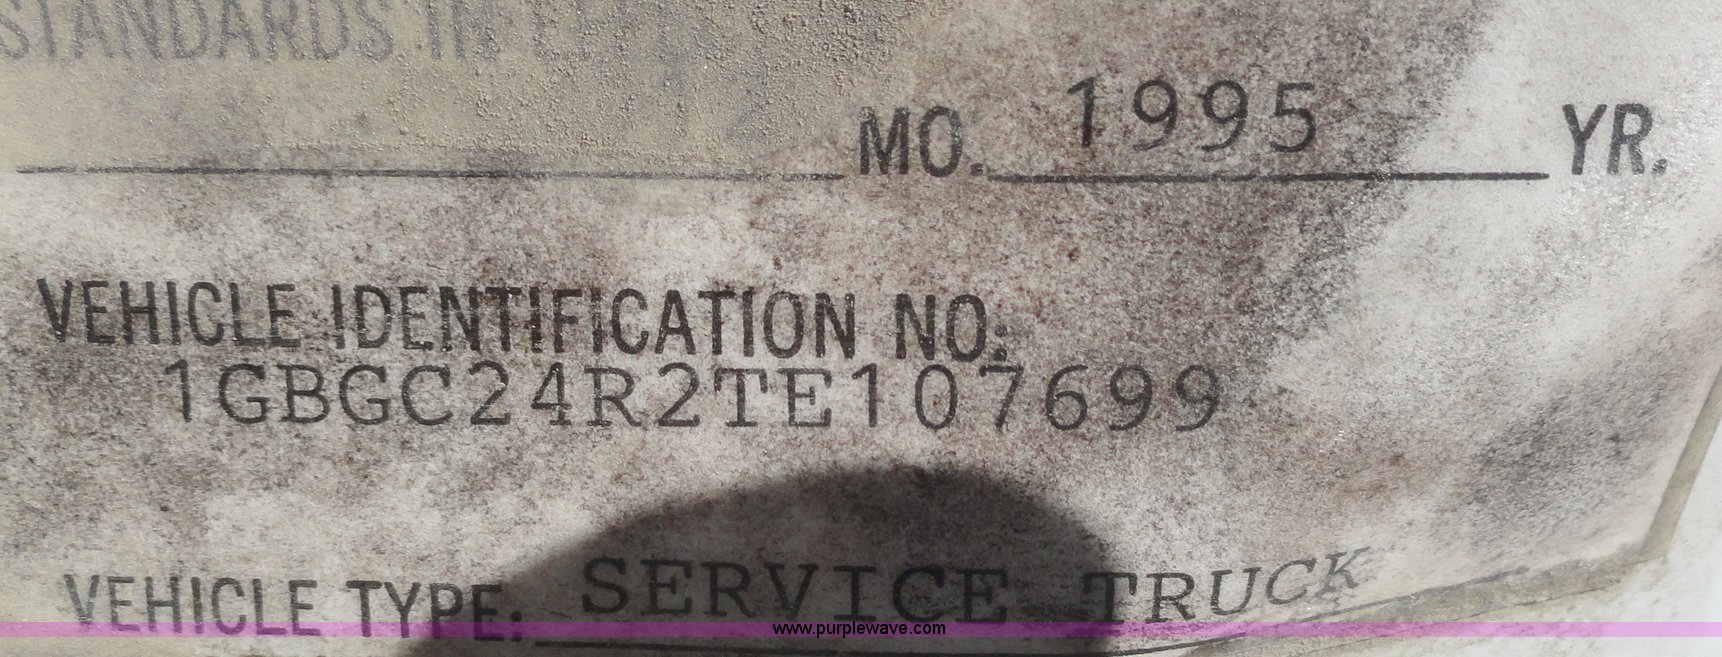 STANDARDS IN
MO. 1995 YR.
VEHICLE IDENTIFICATION NO:
1GBGC24R2TE107699
VEHICLE TYPE: SERVICE TRUCK
www.purplewave.com